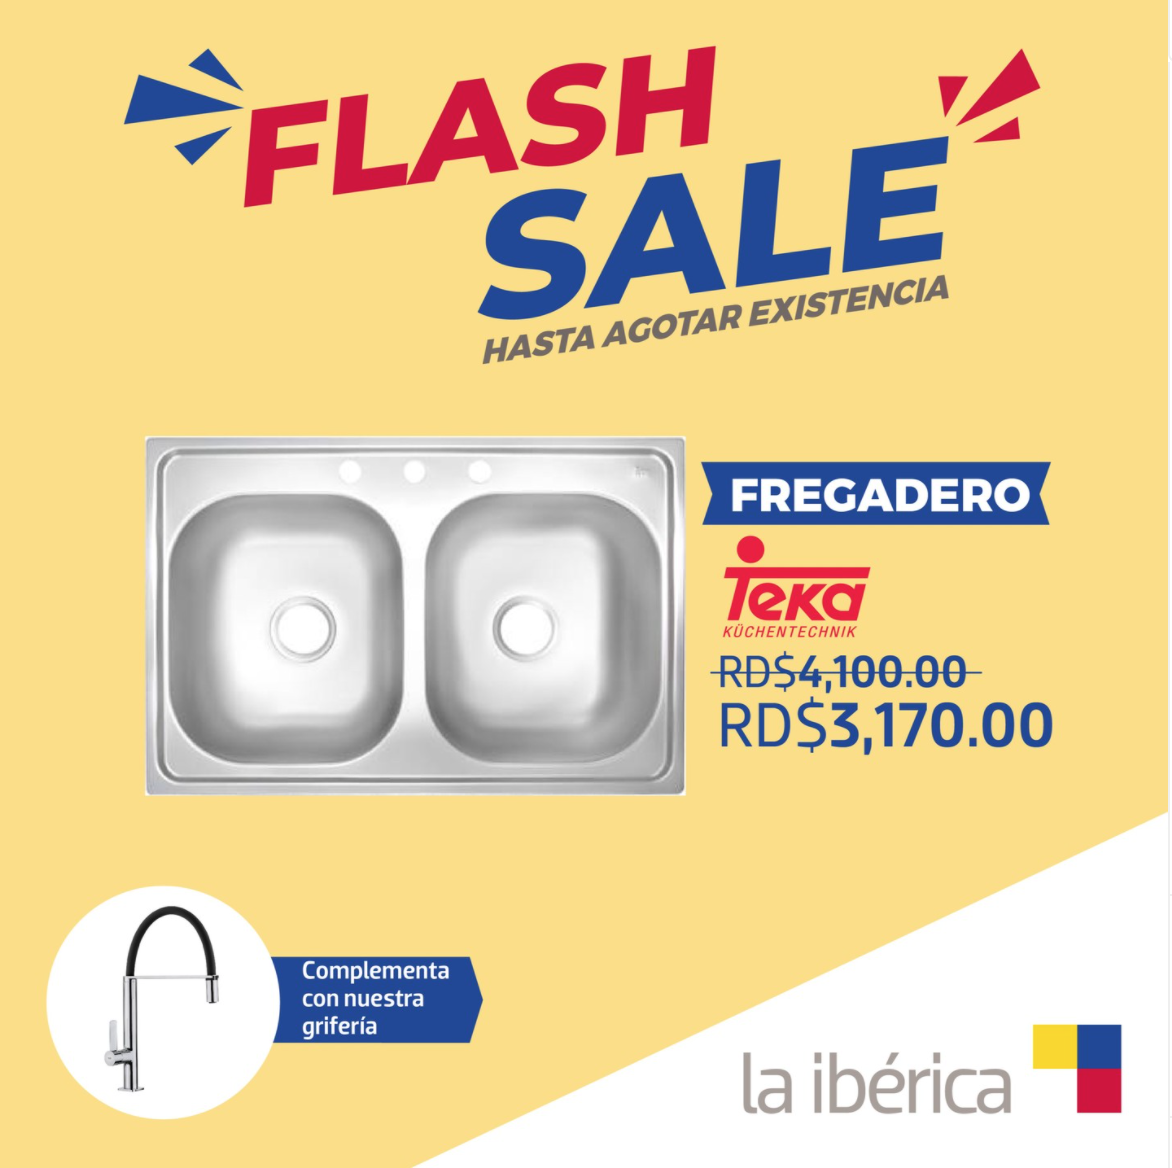 FLASH
SALE
HASTA AGOTAR EXISTENCIA
FREGADERO
Teka
KÜCHENTECHNIK
RD$4,100.00
RD$3,170.00
Complementa
con nuestra
grifería
la ibérica